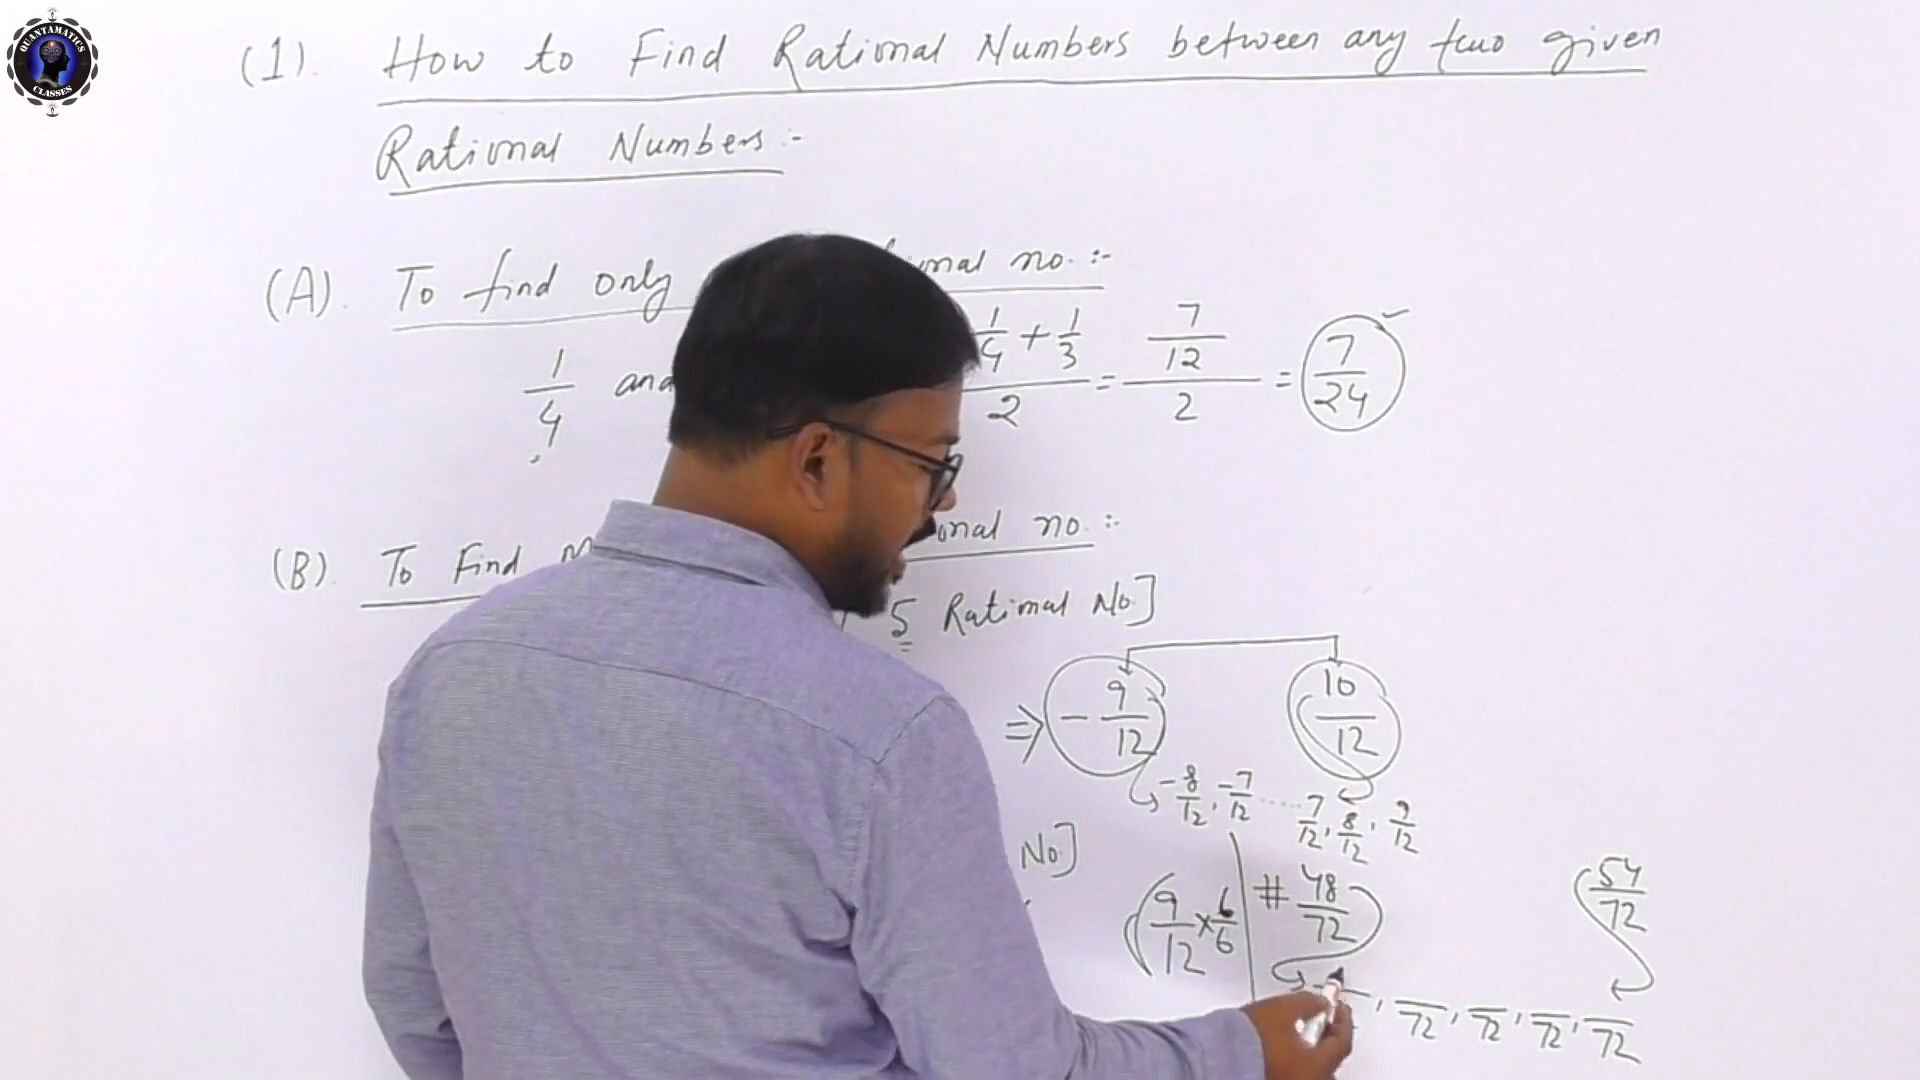 QUANTAMATICS
CLASSES
(1). How to Find Rational Numbers between any two given
Rational Numbers:-
(A). To find only no. :-
1/4 and (1/4 + 1/3)/2 = (7/12)/2 = 7/24
(B). To Find no. :-
5 Rational No.]
⇒ -9/12 10/12
-8/12, -7/12 ..... 7/12, 8/12, 9/12
No.]
(9/12 × 6/6 # 48/72 54/72
/72, /72, /72, /72